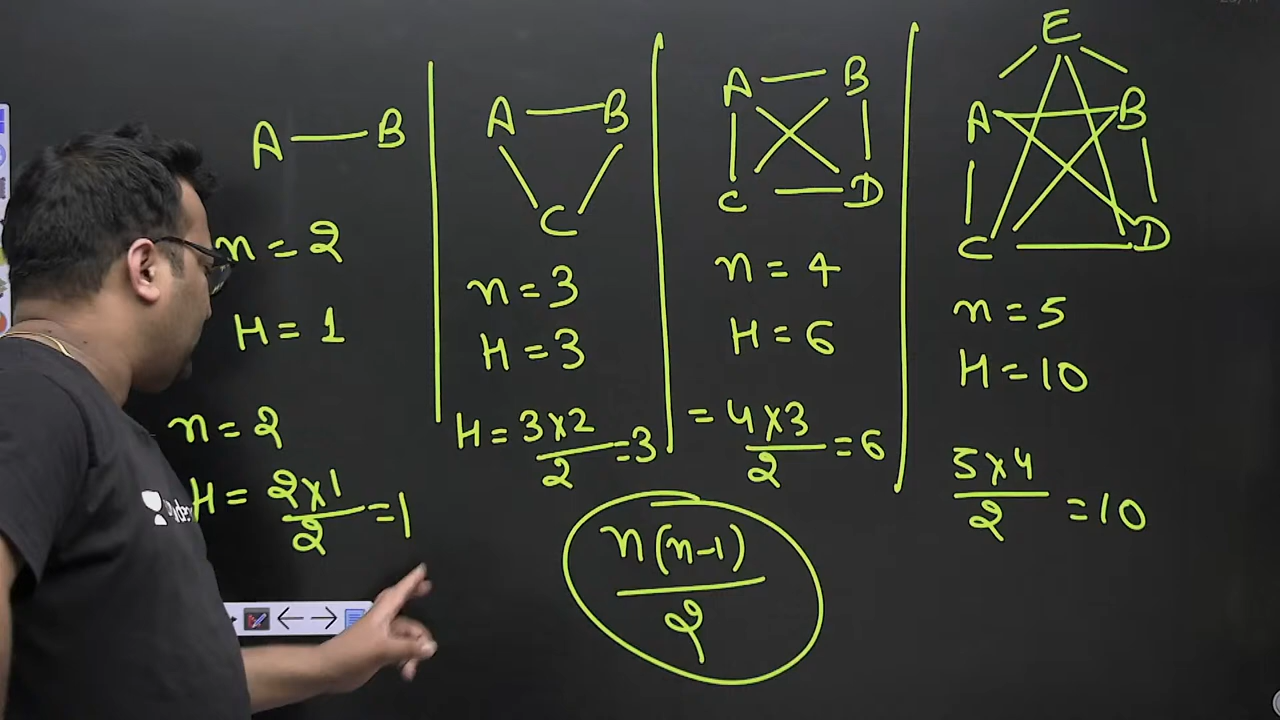 A — B
n = 2
H = 1
n = 2
H = 2×1/2 = 1
A — B
C
n = 3
H = 3
H = 3×2/2 = 3
A — B
C — D
n = 4
H = 6
= 4×3/2 = 6
E
A — B
C — D
n = 5
H = 10
5×4/2 = 10
n(n-1)/2